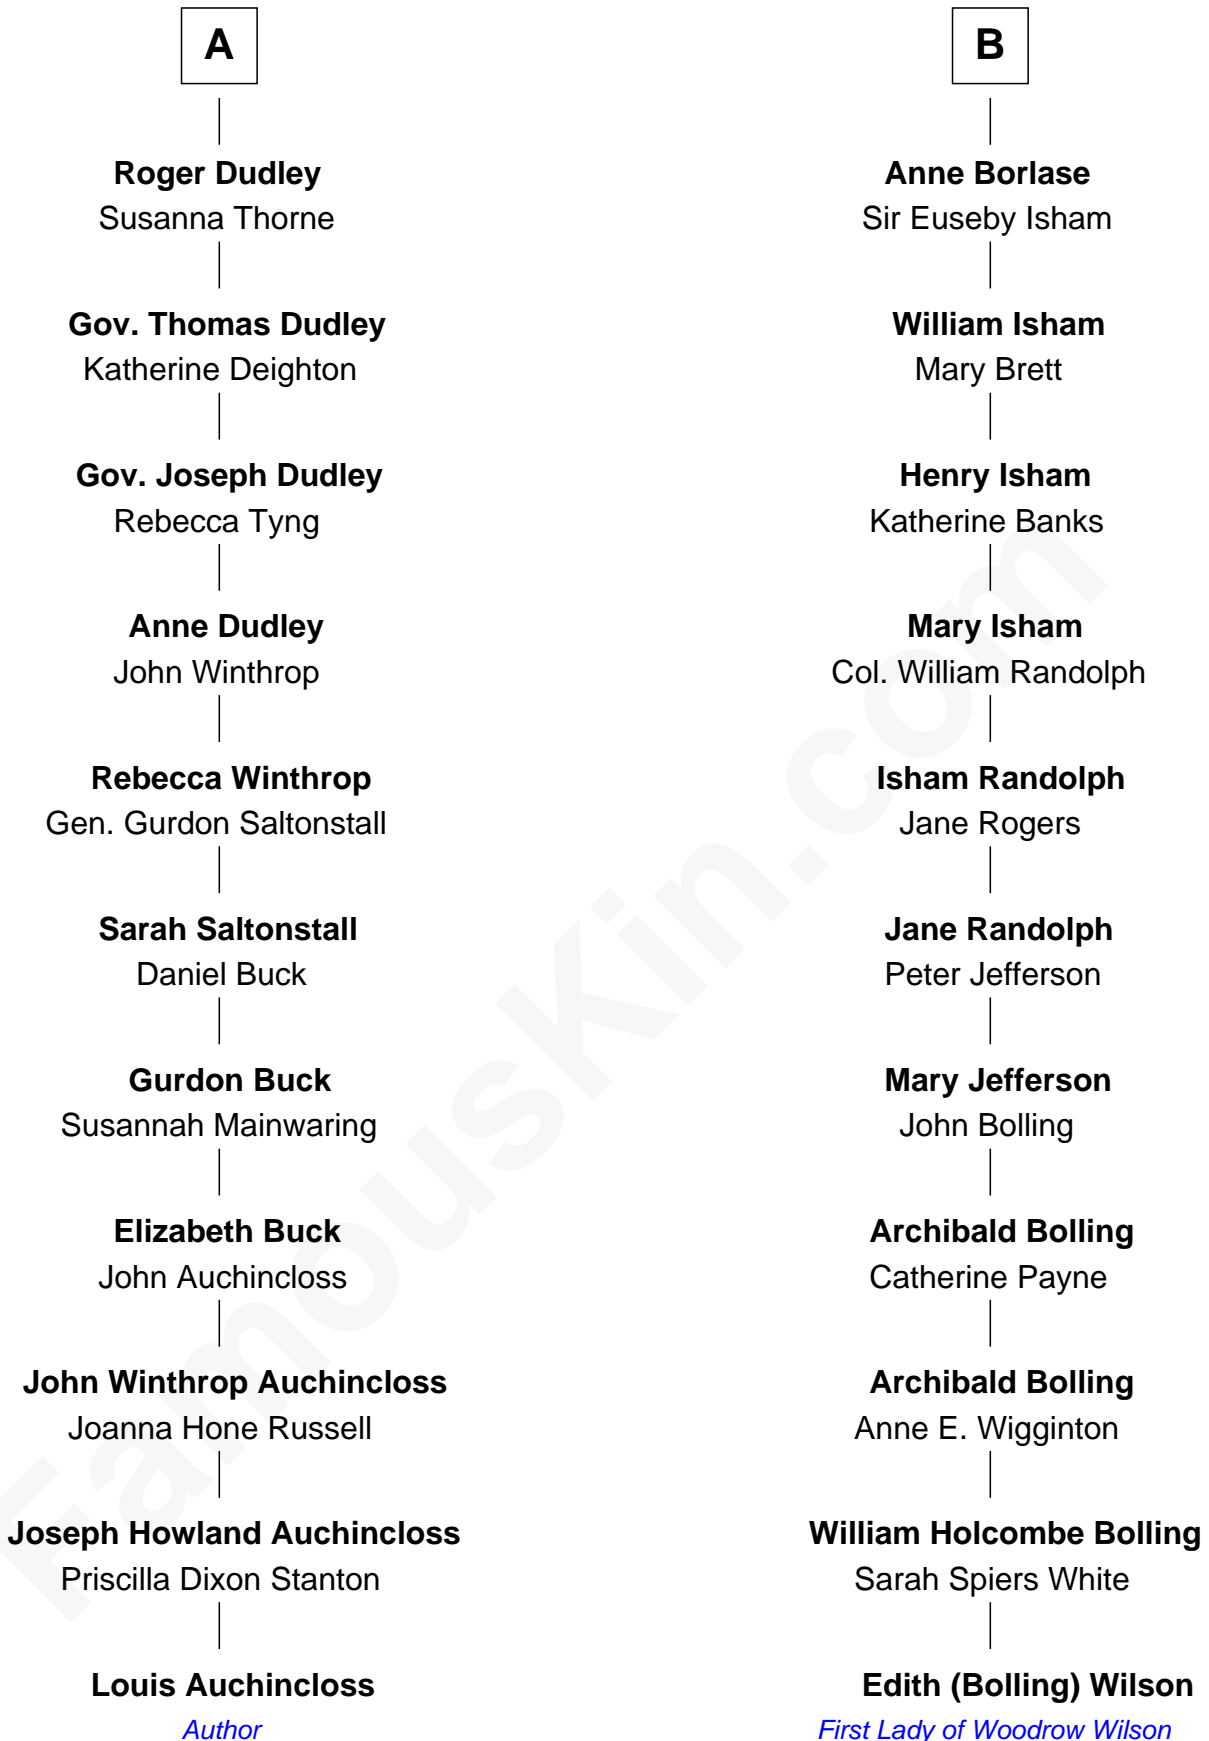 A
Roger Dudley
Susanna Thorne
Gov. Thomas Dudley
Katherine Deighton
Gov. Joseph Dudley
Rebecca Tyng
Anne Dudley
John Winthrop
Rebecca Winthrop
Gen. Gurdon Saltonstall
Sarah Saltonstall
Daniel Buck
Gurdon Buck
Susannah Mainwaring
Elizabeth Buck
John Auchincloss
John Winthrop Auchincloss
Joanna Hone Russell
Joseph Howland Auchincloss
Priscilla Dixon Stanton
Louis Auchincloss
Author
B
Anne Borlase
Sir Euseby Isham
William Isham
Mary Brett
Henry Isham
Katherine Banks
Mary Isham
Col. William Randolph
Isham Randolph
Jane Rogers
Jane Randolph
Peter Jefferson
Mary Jefferson
John Bolling
Archibald Bolling
Catherine Payne
Archibald Bolling
Anne E. Wigginton
William Holcombe Bolling
Sarah Spiers White
Edith (Bolling) Wilson
First Lady of Woodrow Wilson
FamousKin.com